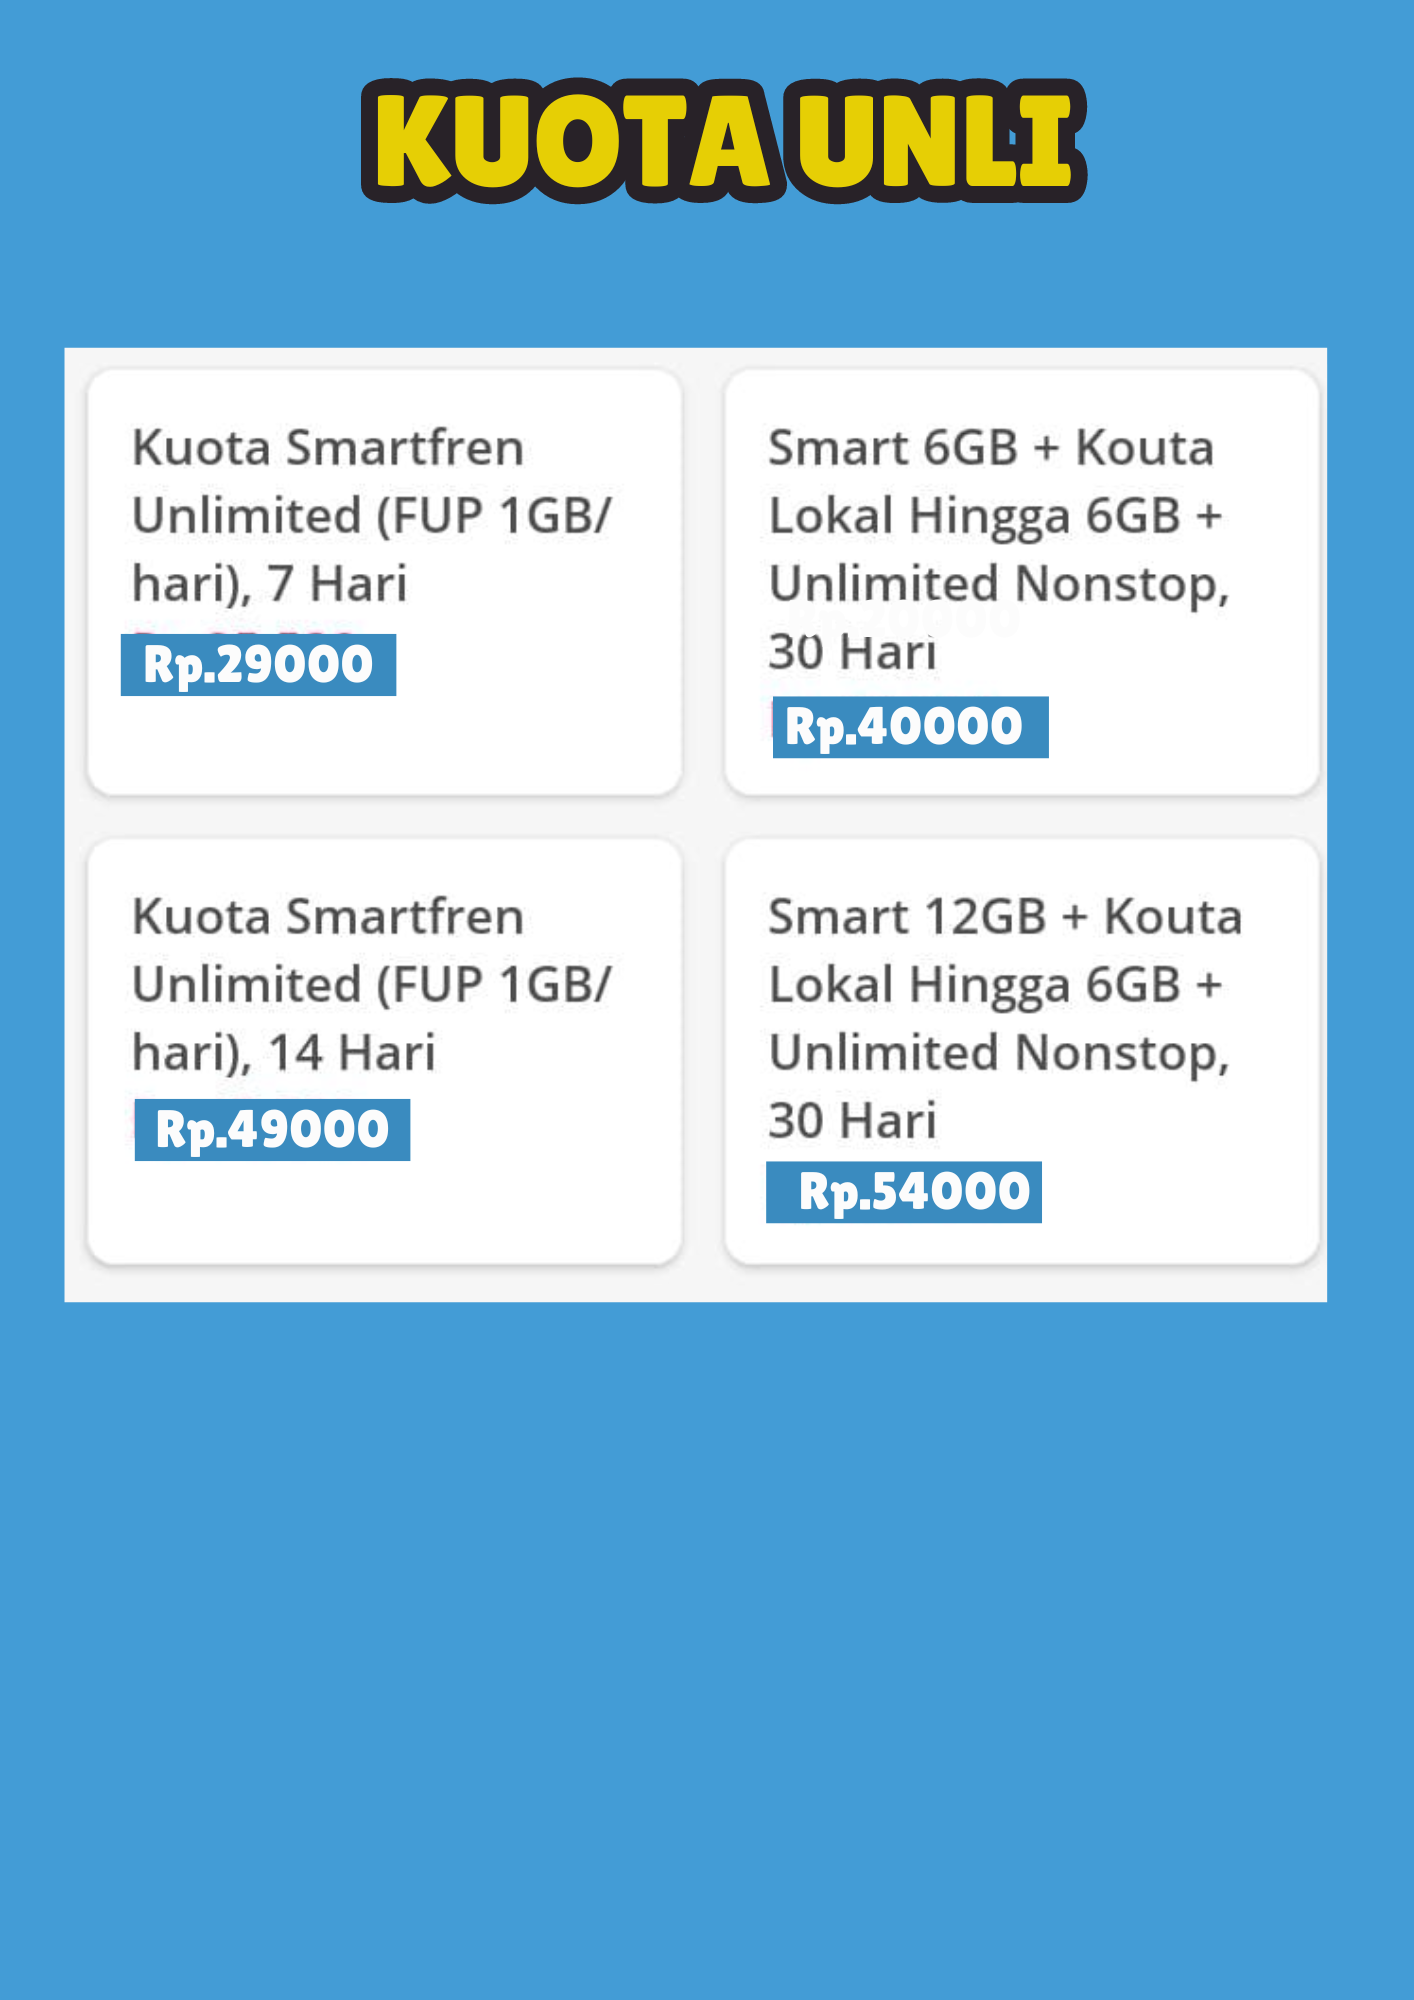 KUOTA UNLI
Kuota Smartfren
Unlimited (FUP 1GB/
hari), 7 Hari
Rp.29000
Smart 6GB + Kouta
Lokal Hingga 6GB +
Unlimited Nonstop,
30 Hari
Rp.40000
Kuota Smartfren
Unlimited (FUP 1GB/
hari), 14 Hari
Rp.49000
Smart 12GB + Kouta
Lokal Hingga 6GB +
Unlimited Nonstop,
30 Hari
Rp.54000